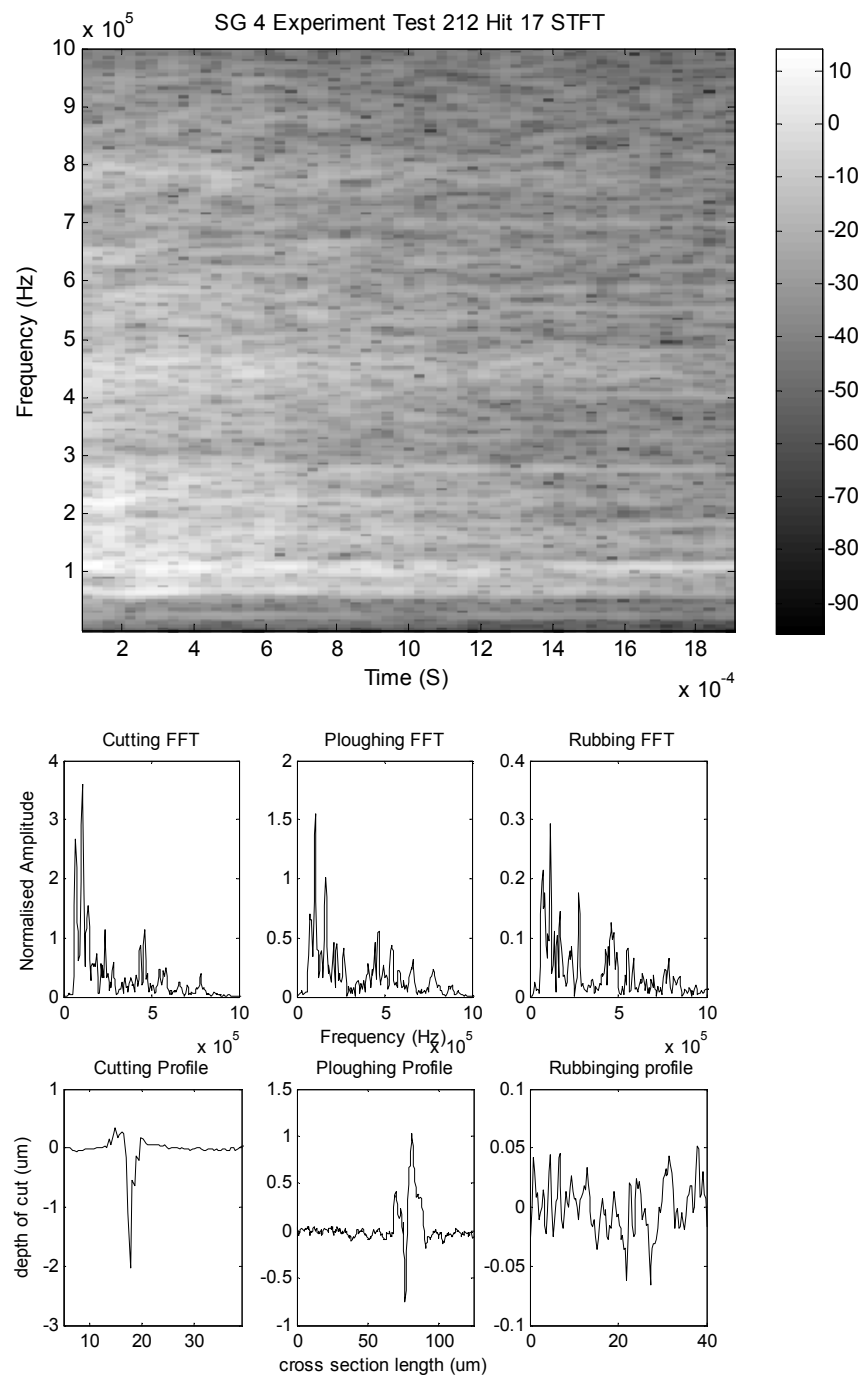 SG 4 Experiment Test 212 Hit 17 STFT
x 10^5
10
9
8
7
6
5
4
3
2
1
Frequency (Hz)
2 4 6 8 10 12 14 16 18
Time (S)
x 10^-4
10
0
-10
-20
-30
-40
-50
-60
-70
-80
-90
Cutting FFT
4
3
2
1
0
Normalised Amplitude
0 5 10
x 10^5
Ploughing FFT
2
1.5
1
0.5
0
0 5 10
Frequency (Hz)
x 10^5
Rubbing FFT
0.4
0.3
0.2
0.1
0
0 5 10
x 10^5
Cutting Profile
1
0
-1
-2
-3
depth of cut (um)
10 20 30
Ploughing Profile
1.5
1
0.5
0
-0.5
-1
0 50 100
cross section length (um)
Rubbinging profile
0.1
0.05
0
-0.05
-0.1
0 20 40